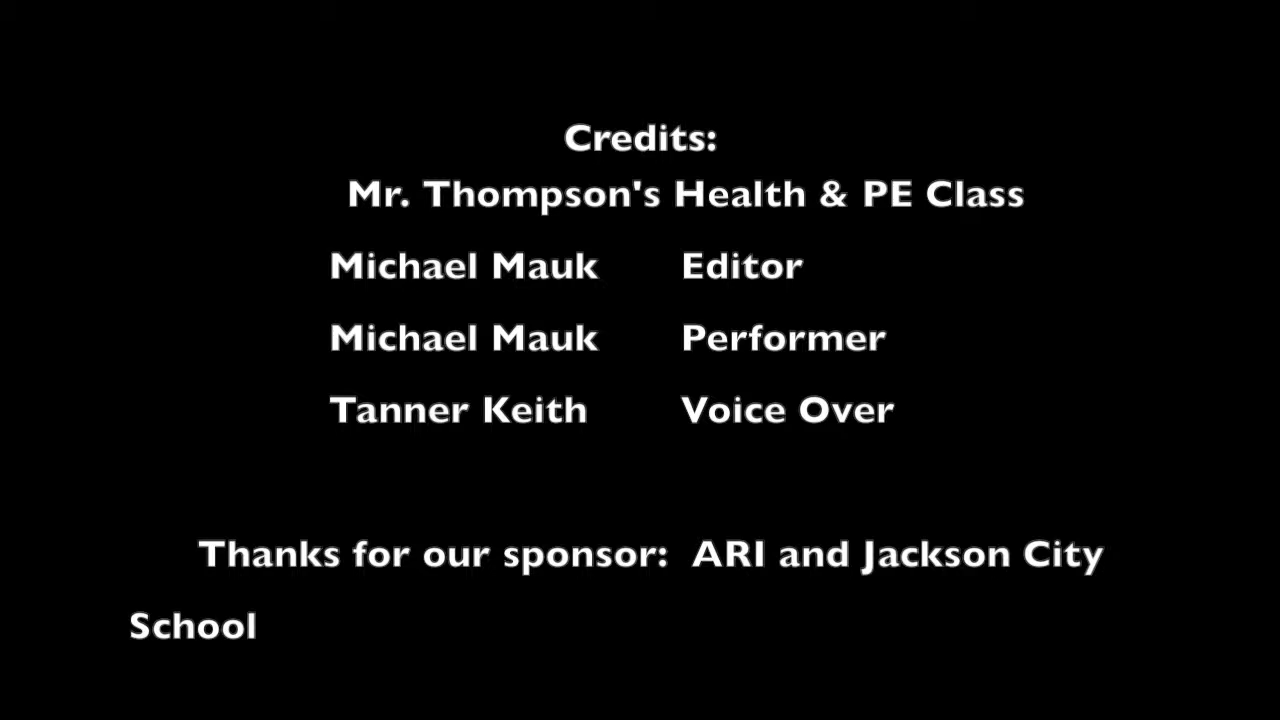 Credits:
Mr. Thompson's Health & PE Class
Michael Mauk Editor
Michael Mauk Performer
Tanner Keith Voice Over
Thanks for our sponsor: ARI and Jackson City
School